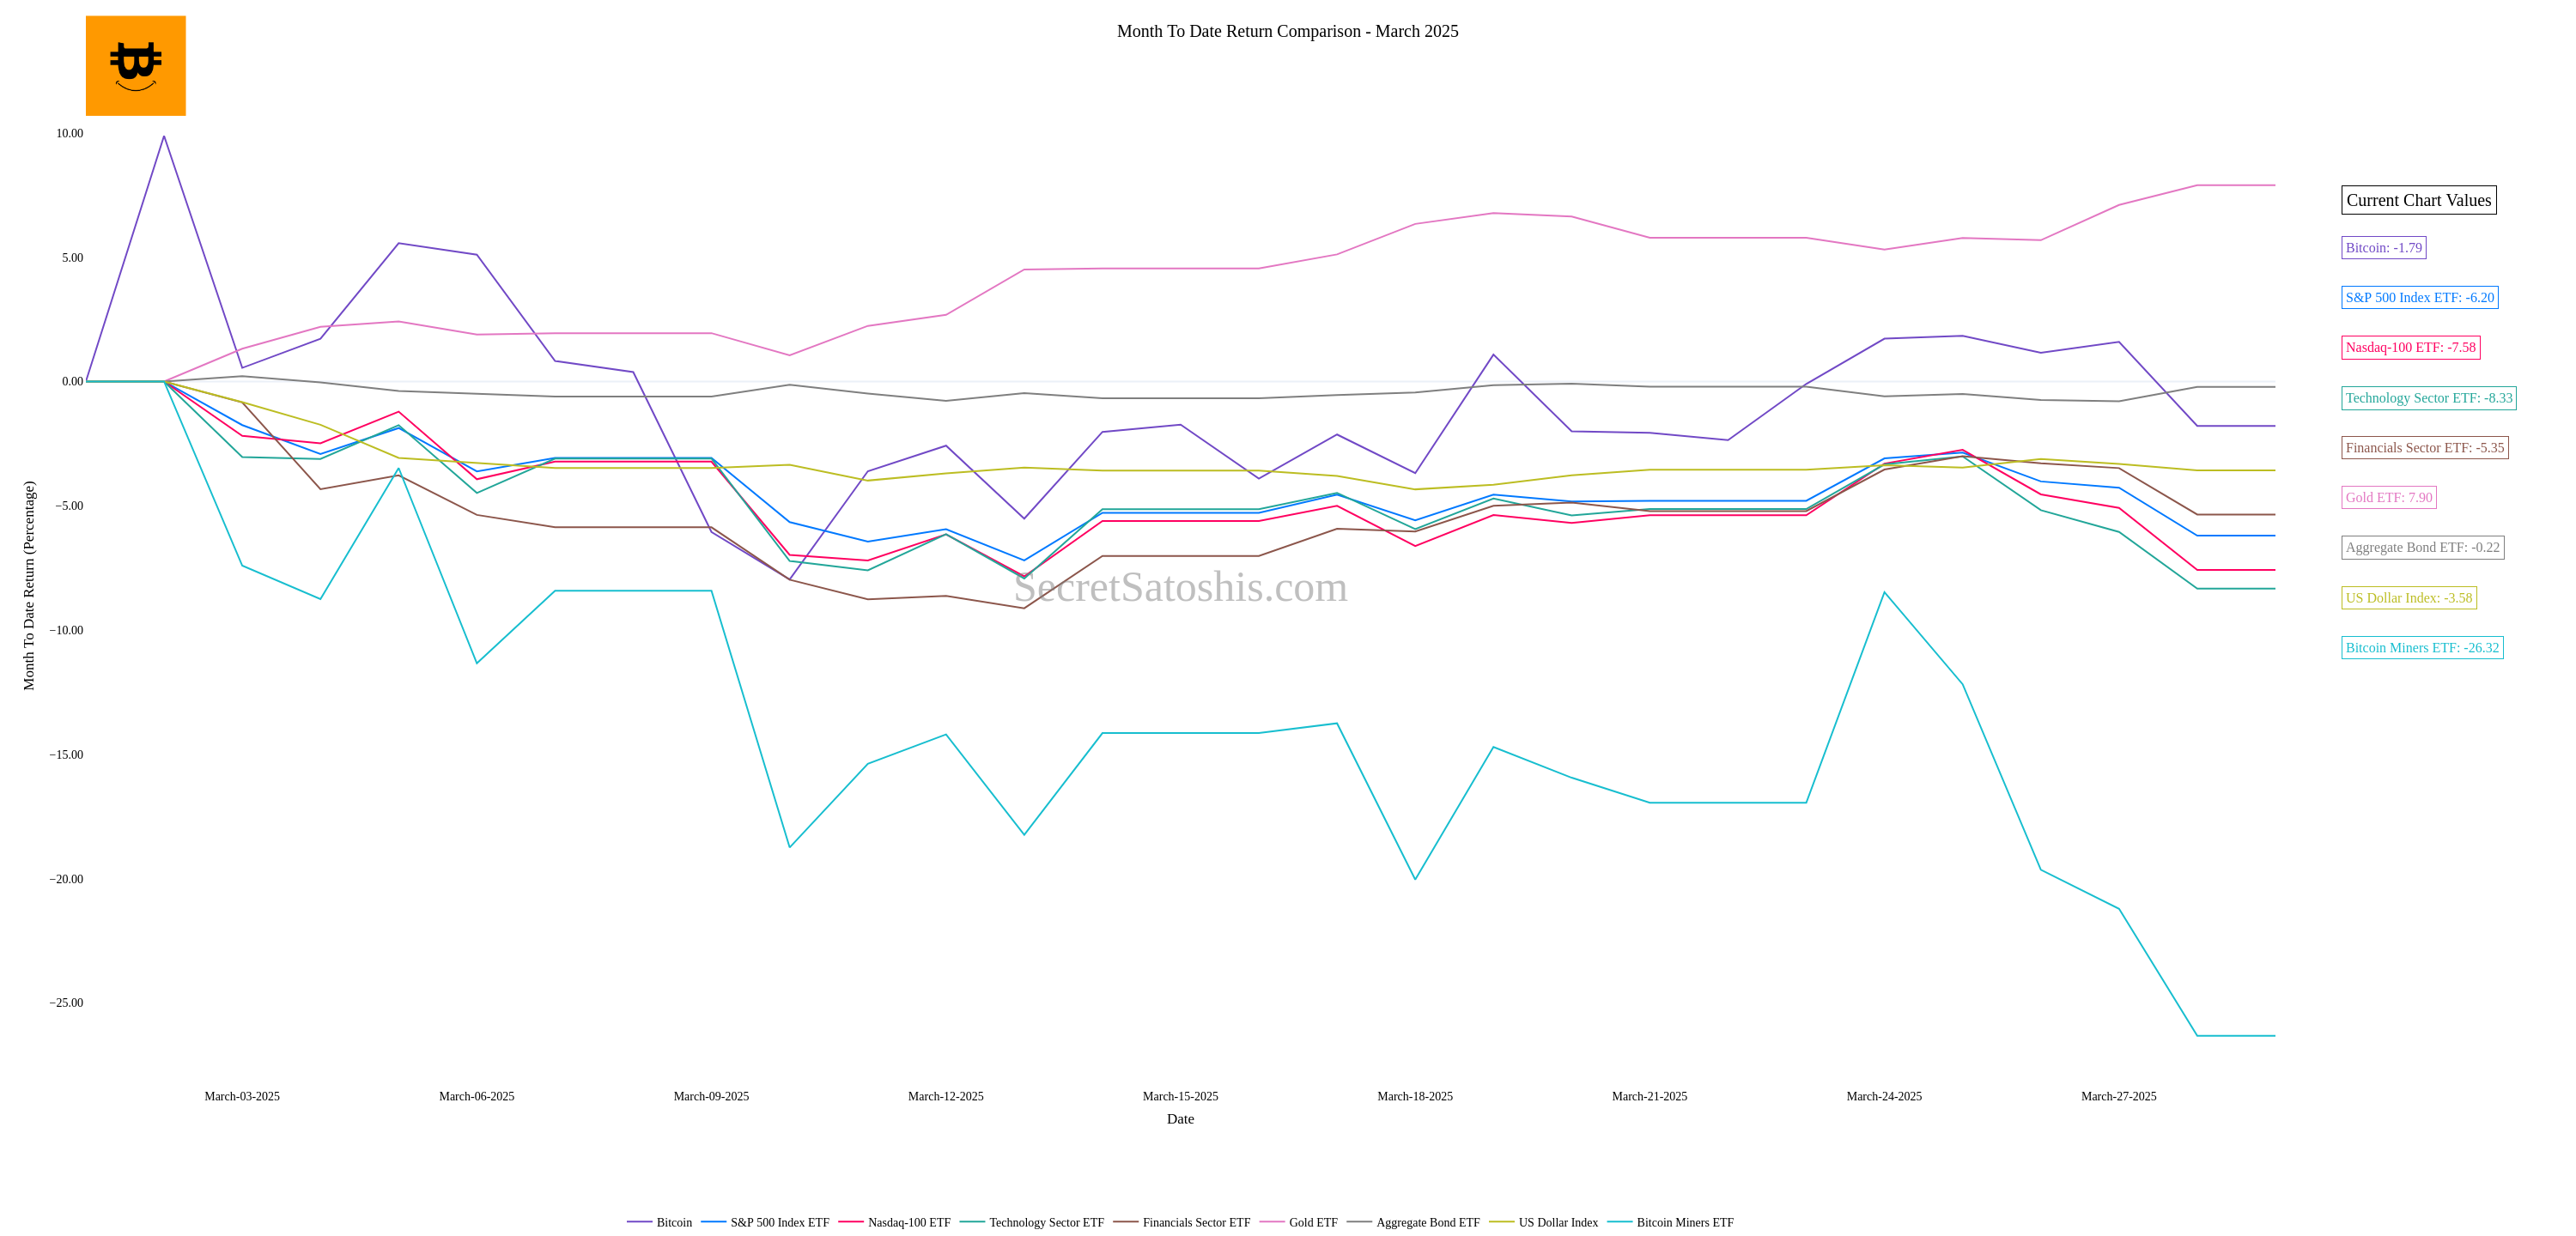 Month To Date Return Comparison - March 2025
10.00
5.00
0.00
−5.00
−10.00
−15.00
−20.00
−25.00
Month To Date Return (Percentage)
SecretSatoshis.com
Current Chart Values
Bitcoin: -1.79
S&P 500 Index ETF: -6.20
Nasdaq-100 ETF: -7.58
Technology Sector ETF: -8.33
Financials Sector ETF: -5.35
Gold ETF: 7.90
Aggregate Bond ETF: -0.22
US Dollar Index: -3.58
Bitcoin Miners ETF: -26.32
March-03-2025 March-06-2025 March-09-2025 March-12-2025 March-15-2025 March-18-2025 March-21-2025 March-24-2025 March-27-2025
Date
Bitcoin S&P 500 Index ETF Nasdaq-100 ETF Technology Sector ETF Financials Sector ETF Gold ETF Aggregate Bond ETF US Dollar Index Bitcoin Miners ETF